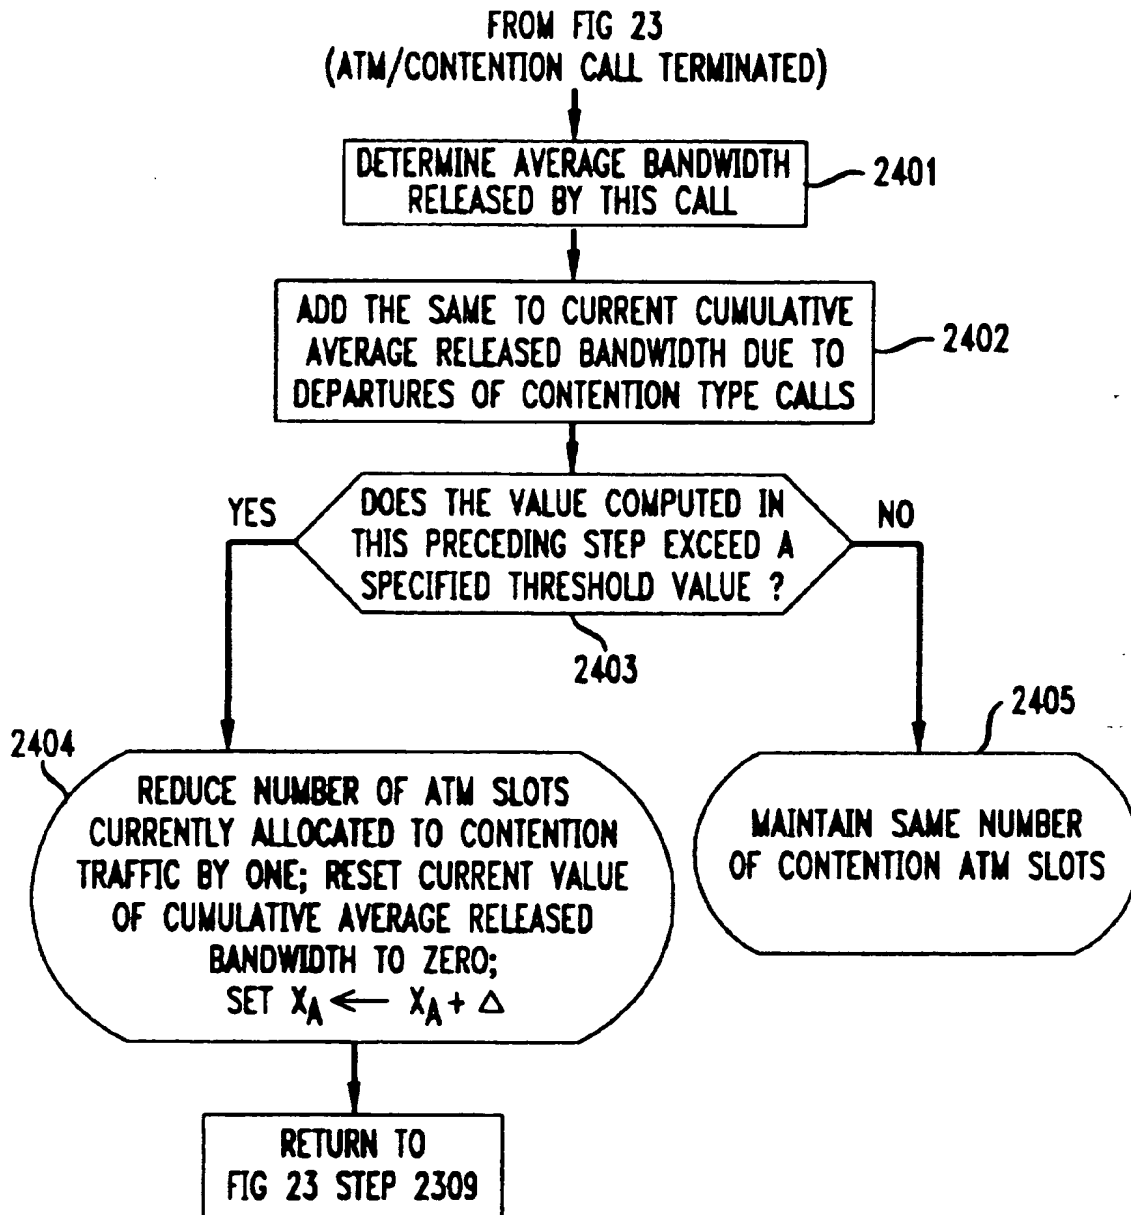 FROM FIG 23
(ATM/CONTENTION CALL TERMINATED)
DETERMINE AVERAGE BANDWIDTH
RELEASED BY THIS CALL
2401
ADD THE SAME TO CURRENT CUMULATIVE
AVERAGE RELEASED BANDWIDTH DUE TO
DEPARTURES OF CONTENTION TYPE CALLS
2402
DOES THE VALUE COMPUTED IN
THIS PRECEDING STEP EXCEED A
SPECIFIED THRESHOLD VALUE ?
YES
NO
2403
2404
REDUCE NUMBER OF ATM SLOTS
CURRENTLY ALLOCATED TO CONTENTION
TRAFFIC BY ONE; RESET CURRENT VALUE
OF CUMULATIVE AVERAGE RELEASED
BANDWIDTH TO ZERO;
SET X_A ← X_A + Δ
2405
MAINTAIN SAME NUMBER
OF CONTENTION ATM SLOTS
RETURN TO
FIG 23 STEP 2309